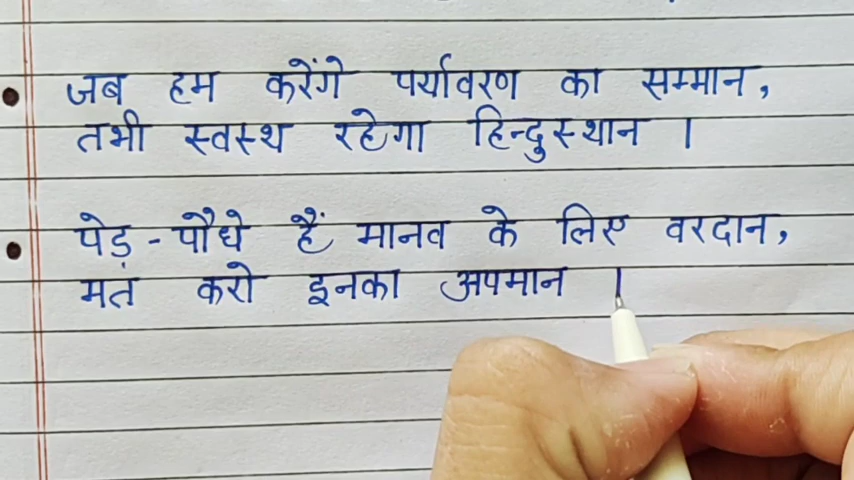 जब हम करेंगे पर्यावरण का सम्मान,
तभी स्वस्थ रहेगा हिन्दुस्थान ।
पेड़ - पौधे हैं मानव के लिए वरदान,
मत करो इनका अपमान ।